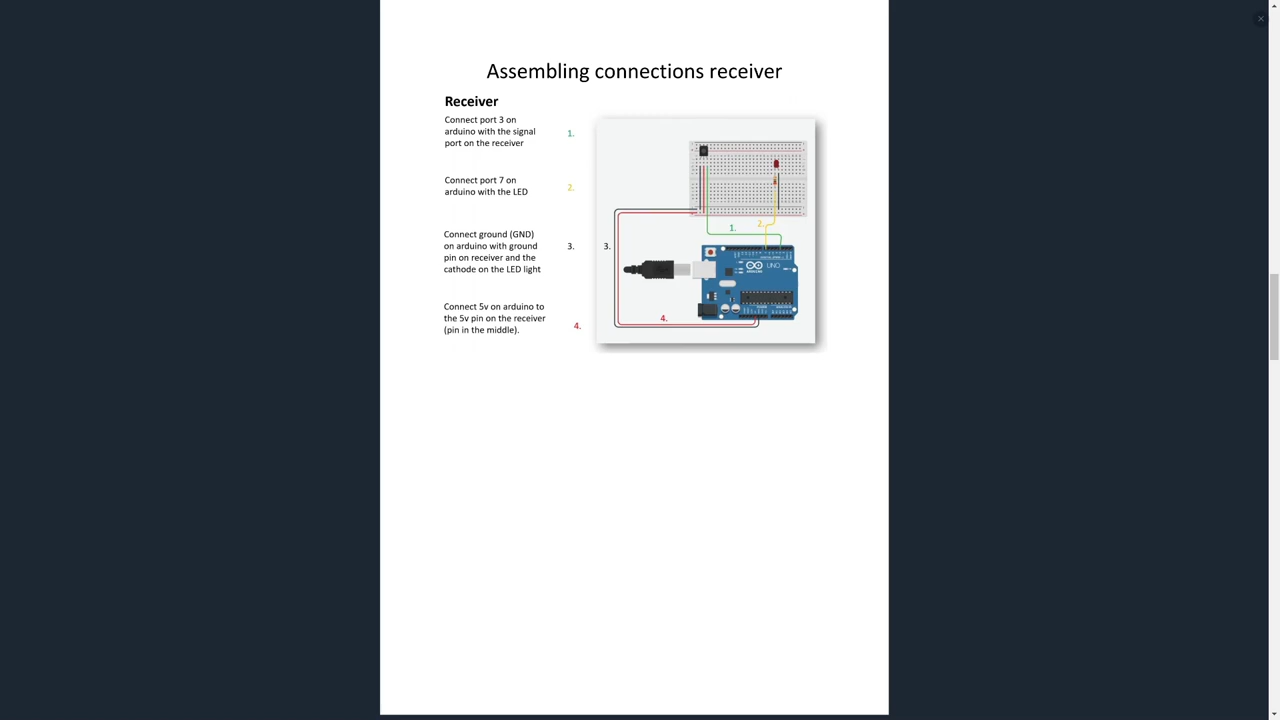 Assembling connections receiver
Receiver
Connect port 3 on
arduino with the signal
port on the receiver
1.
Connect port 7 on
arduino with the LED
2.
Connect ground (GND)
on arduino with ground
pin on receiver and the
cathode on the LED light
3.
Connect 5v on arduino to
the 5v pin on the receiver
(pin in the middle).
4.
2.
1.
3.
UNO
ARDUINO
4.